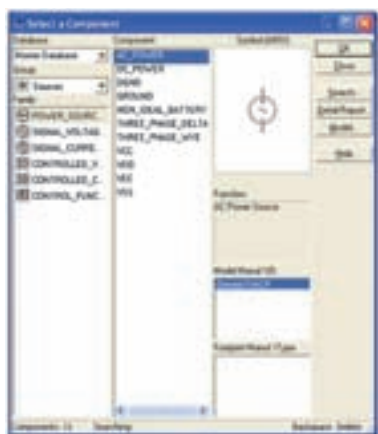 Select a Component
Database
Component
Symbol (ANSI)
Master Database
AC_POWER
OK
Group
DC_POWER
Close
Sources
DGND
Family
GROUND
Search
POWER_SOURC
NON_IDEAL_BATTERY
Detail Report
SIGNAL_VOLTAG
THREE_PHASE_DELTA
Model
SIGNAL_CURRE
THREE_PHASE_WYE
CONTROLLED_V
VCC
Help
CONTROLLED_C
VDD
CONTROL_FUNC
VEE
VSS
Function
AC Power Source
Model Manuf.\ID
Footprint Manuf.\Type
Components: 11
Searching: